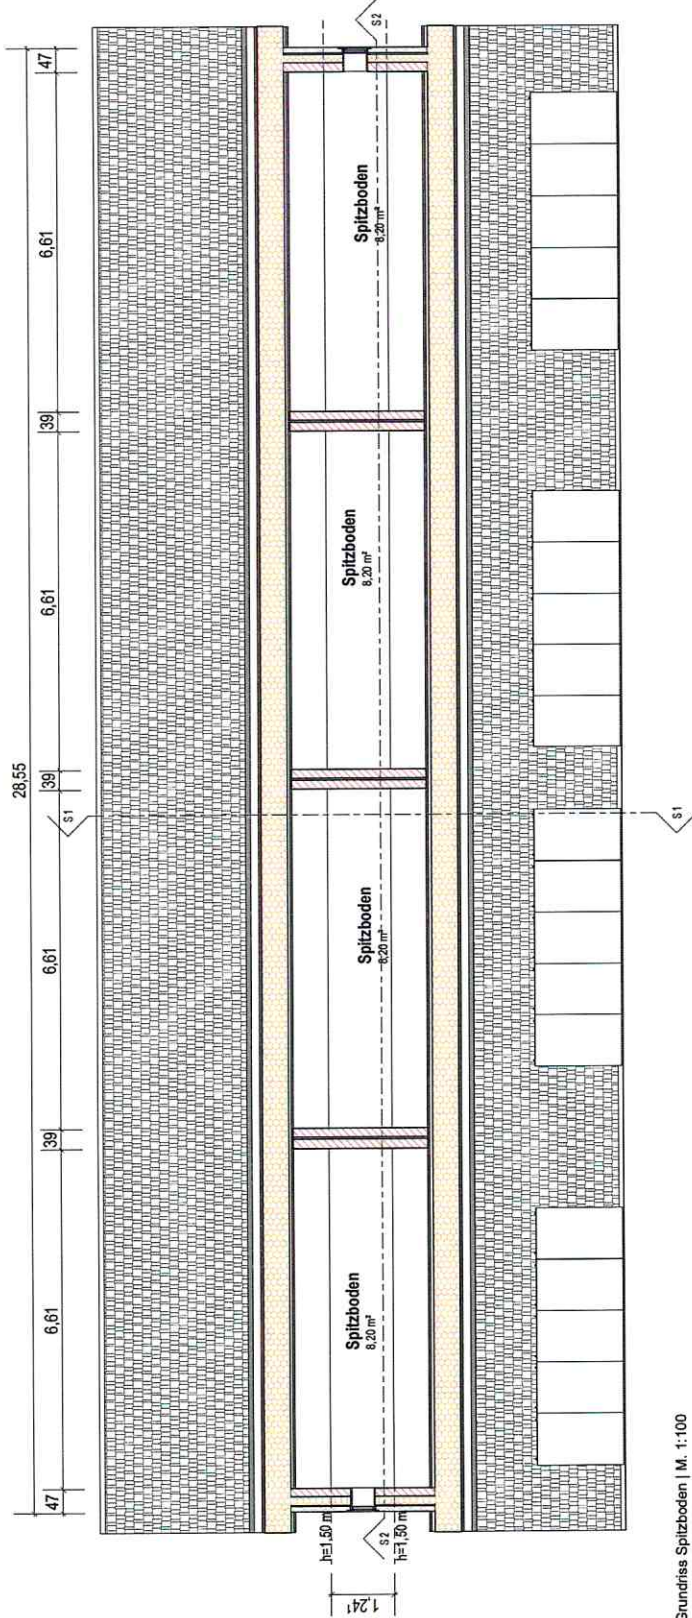 28,55
47
6,61
39
6,61
39
6,61
39
6,61
47
S1
S1
S2
S2
Spitzboden
8,20 m²
Spitzboden
8,20 m²
Spitzboden
8,20 m²
Spitzboden
8,20 m²
h=1,50 m
h=1,50 m
1,24¹
Grundriss Spitzboden | M. 1:100